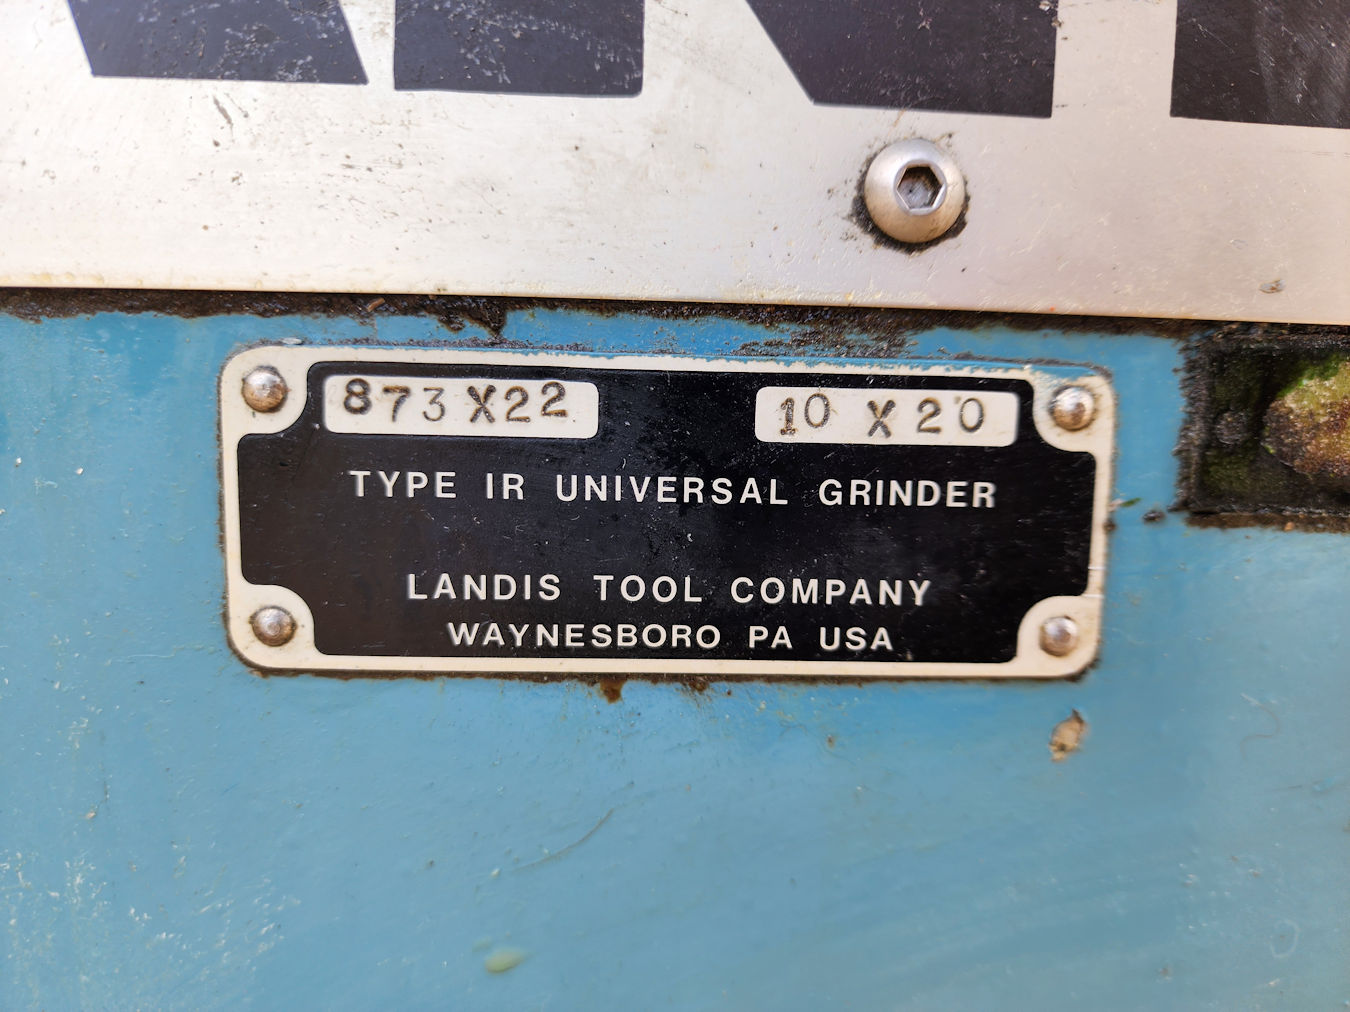 873 X22 10 X 20
TYPE IR UNIVERSAL GRINDER
LANDIS TOOL COMPANY
WAYNESBORO PA USA